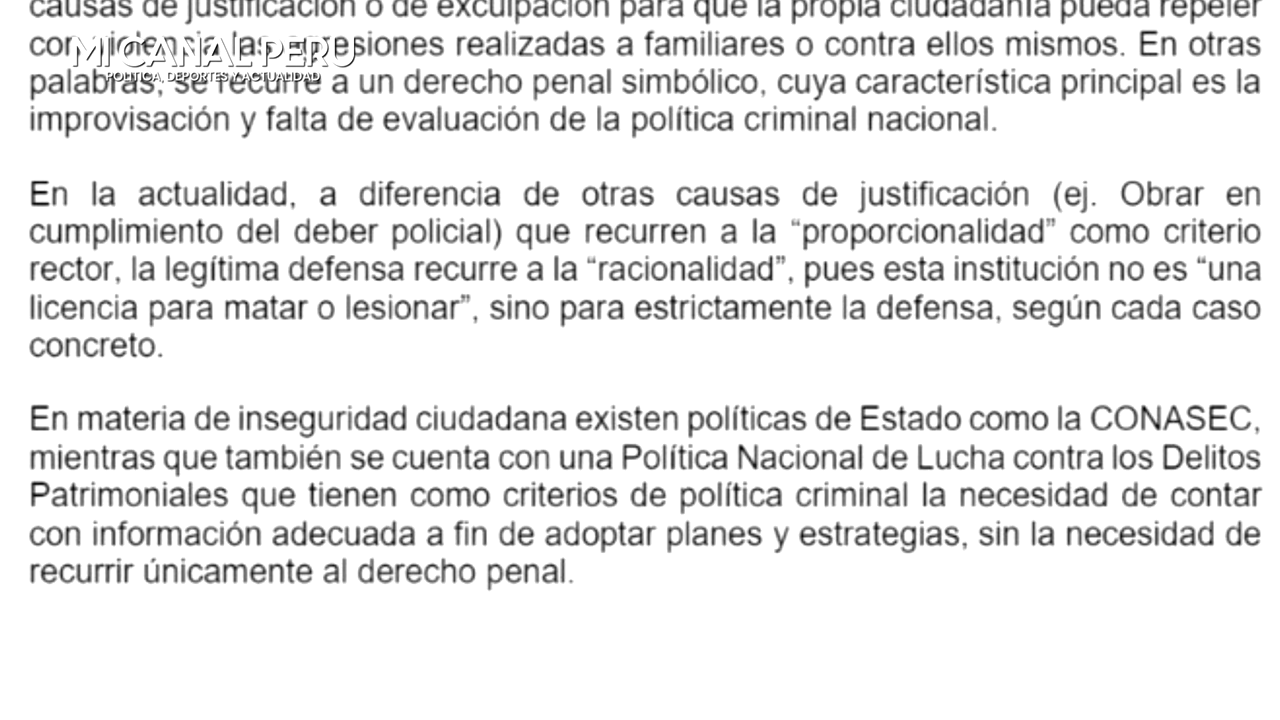 causas de justificación o de exculpación para que la propia ciudadanía pueda repeler
MI CANAL PERU
POLITICA, DEPORTES Y ACTUALIDAD
realizadas a familiares o contra ellos mismos. En otras
palabras, se recurre a un derecho penal simbólico, cuya característica principal es la
improvisación y falta de evaluación de la política criminal nacional.
En la actualidad, a diferencia de otras causas de justificación (ej. Obrar en
cumplimiento del deber policial) que recurren a la “proporcionalidad” como criterio
rector, la legítima defensa recurre a la “racionalidad”, pues esta institución no es “una
licencia para matar o lesionar”, sino para estrictamente la defensa, según cada caso
concreto.
En materia de inseguridad ciudadana existen políticas de Estado como la CONASEC,
mientras que también se cuenta con una Política Nacional de Lucha contra los Delitos
Patrimoniales que tienen como criterios de política criminal la necesidad de contar
con información adecuada a fin de adoptar planes y estrategias, sin la necesidad de
recurrir únicamente al derecho penal.